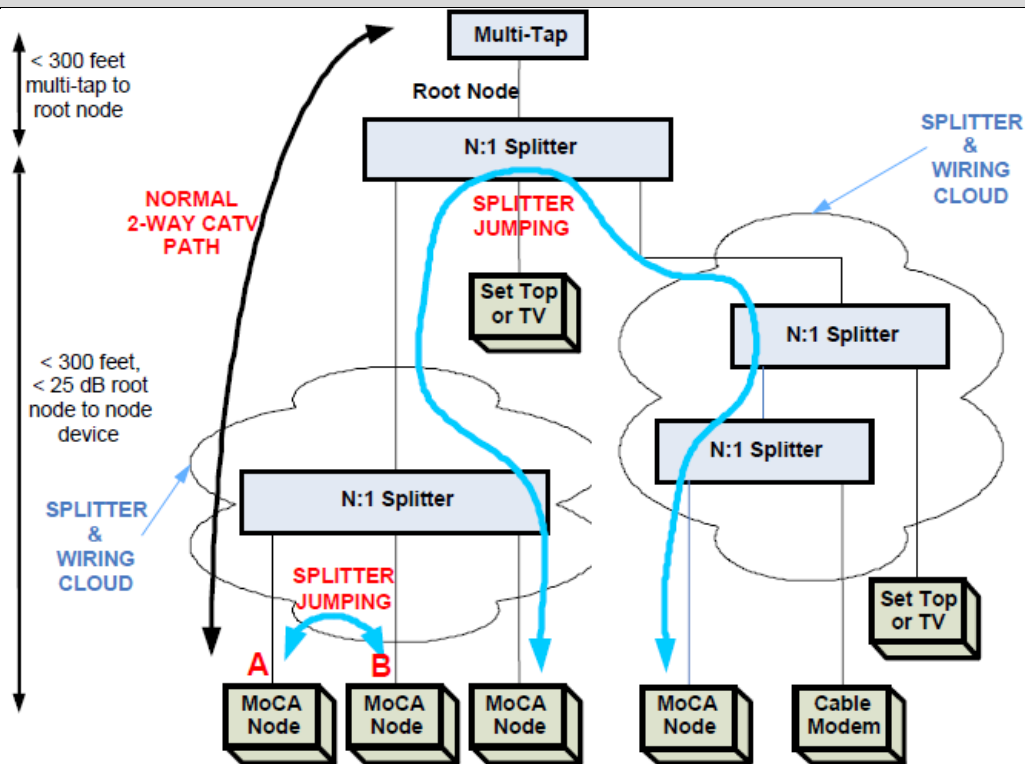 Multi-Tap
< 300 feet
multi-tap to
root node
Root Node
N:1 Splitter
SPLITTER
&
WIRING
CLOUD
NORMAL
2-WAY CATV
PATH
SPLITTER
JUMPING
Set Top
or TV
N:1 Splitter
< 300 feet,
< 25 dB root
node to node
device
N:1 Splitter
N:1 Splitter
SPLITTER
&
WIRING
CLOUD
SPLITTER
JUMPING
Set Top
or TV
A
B
MoCA
Node
MoCA
Node
MoCA
Node
MoCA
Node
Cable
Modem